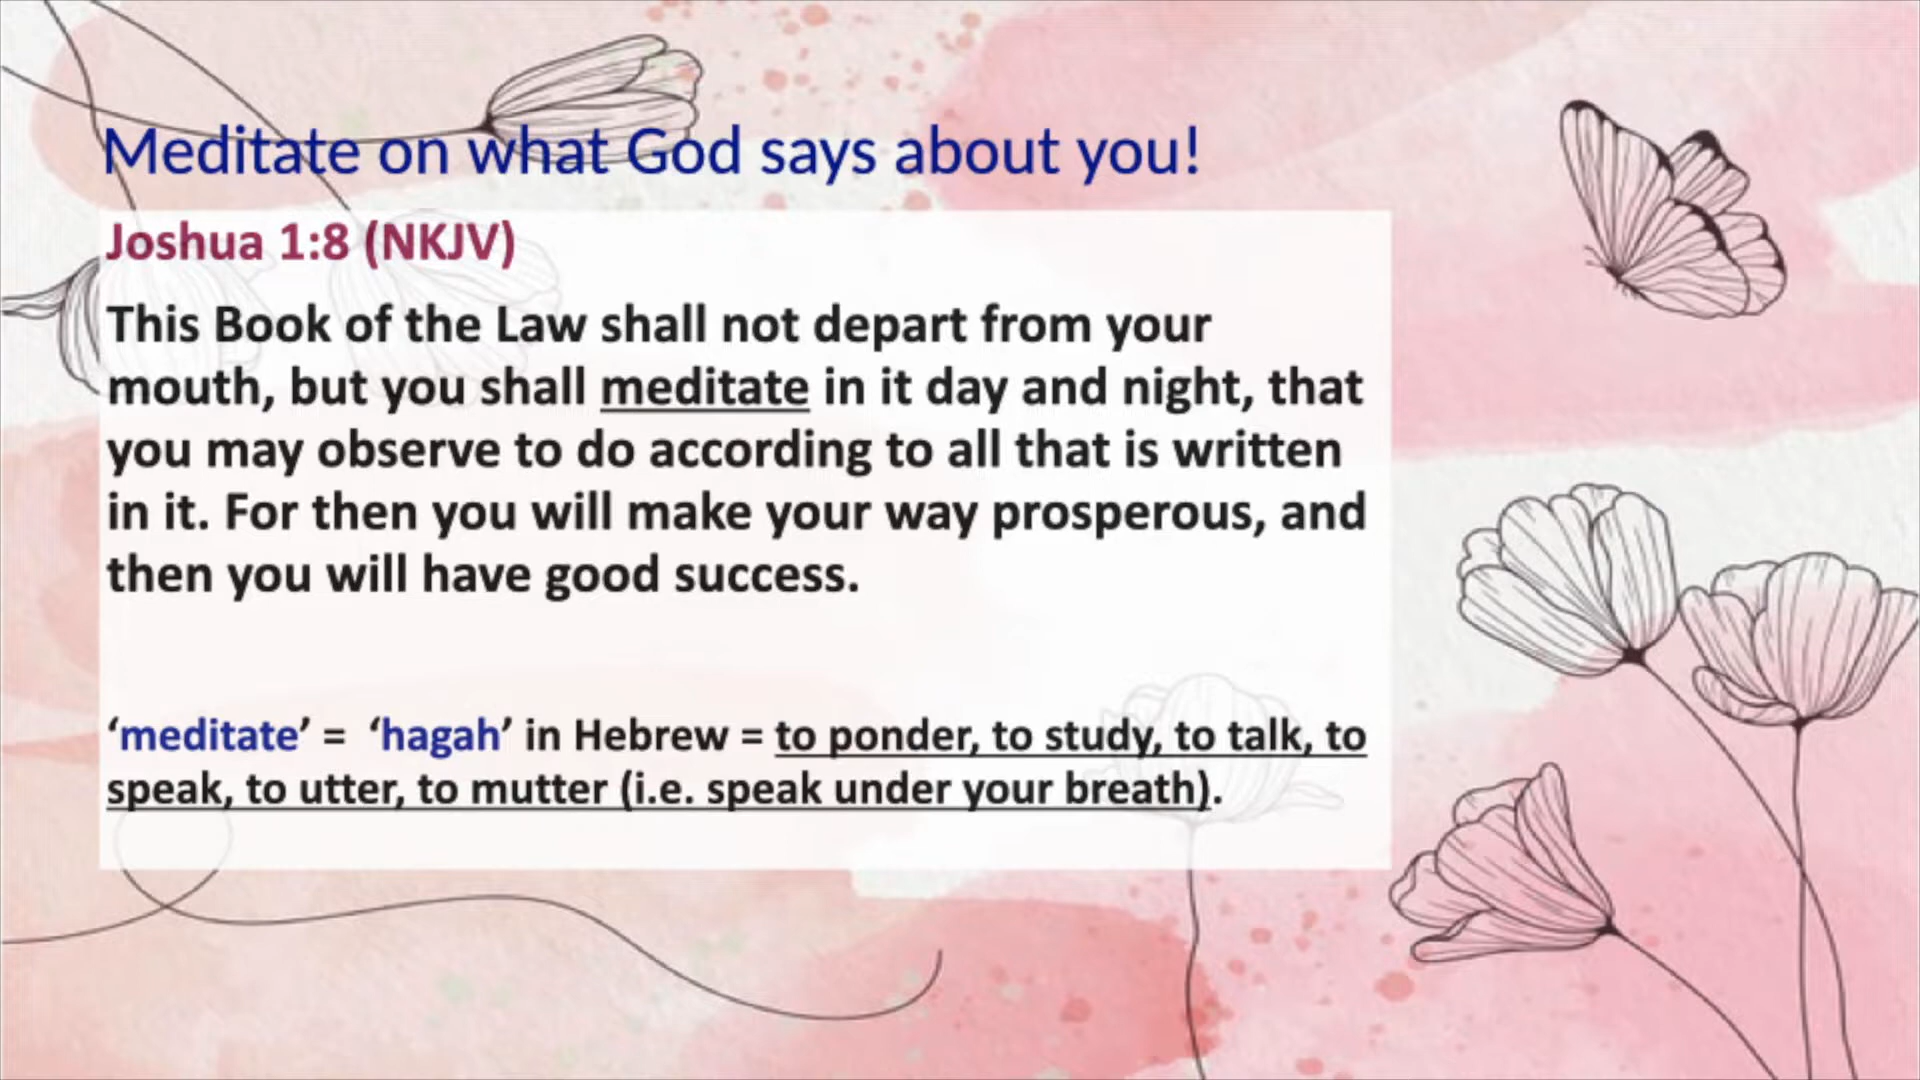 Meditate on what God says about you!
Joshua 1:8 (NKJV)
This Book of the Law shall not depart from your
mouth, but you shall meditate in it day and night, that
you may observe to do according to all that is written
in it. For then you will make your way prosperous, and
then you will have good success.
‘meditate’ = ‘hagah’ in Hebrew = to ponder, to study, to talk, to
speak, to utter, to mutter (i.e. speak under your breath).